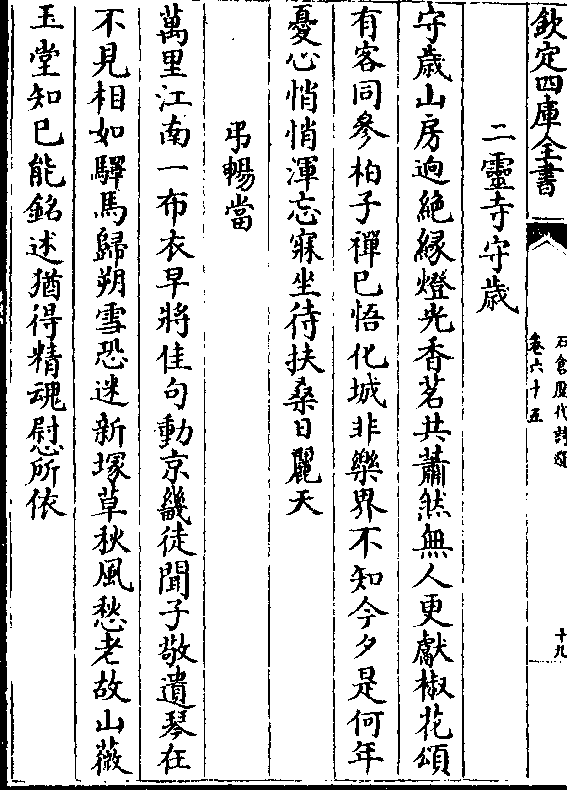 欽定四庫全書
石倉歷代詩選
卷六十五
十九
二靈寺守歳
守歳山房迥絶縁燈光香茗共蕭然無人更獻椒花頌
有客同參柏子禪已悟化城非樂界不知今夕是何年
憂心悄悄渾忘寐坐待扶桑日麗天
弔暢當
萬里江南一布衣早將佳句動京畿徒聞子敬遺琴在
不見相如驛馬歸朔雪恐迷新塚草秋風愁老故山薇
玉堂知已能銘述猶得精魂慰所依